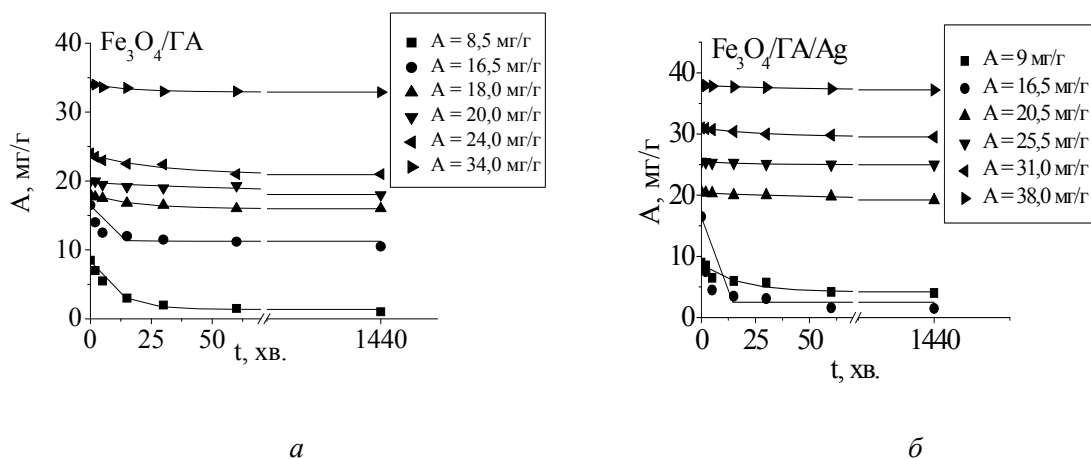 Fe3O4/ГА
A = 8,5 мг/г
A = 16,5 мг/г
A = 18,0 мг/г
A = 20,0 мг/г
A = 24,0 мг/г
A = 34,0 мг/г
A, мг/г
40
30
20
10
0
0 25 50 1440
t, хв.
а
Fe3O4/ГА/Ag
A = 9 мг/г
A = 16,5 мг/г
A = 20,5 мг/г
A = 25,5 мг/г
A = 31,0 мг/г
A = 38,0 мг/г
A, мг/г
50
40
30
20
10
0
0 25 50 1440
t, хв.
б